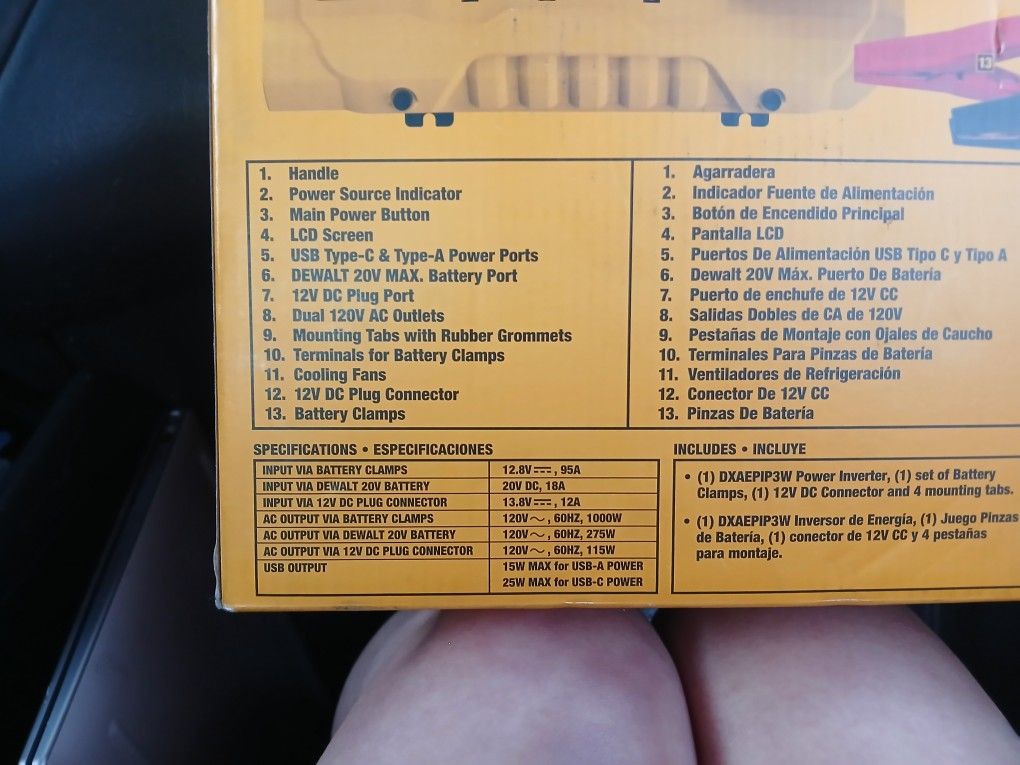 13
1. Handle
2. Power Source Indicator
3. Main Power Button
4. LCD Screen
5. USB Type-C & Type-A Power Ports
6. DEWALT 20V MAX. Battery Port
7. 12V DC Plug Port
8. Dual 120V AC Outlets
9. Mounting Tabs with Rubber Grommets
10. Terminals for Battery Clamps
11. Cooling Fans
12. 12V DC Plug Connector
13. Battery Clamps
1. Agarradera
2. Indicador Fuente de Alimentación
3. Botón de Encendido Principal
4. Pantalla LCD
5. Puertos De Alimentación USB Tipo C y Tipo A
6. Dewalt 20V Máx. Puerto De Batería
7. Puerto de enchufe de 12V CC
8. Salidas Dobles de CA de 120V
9. Pestañas de Montaje con Ojales de Caucho
10. Terminales Para Pinzas de Batería
11. Ventiladores de Refrigeración
12. Conector De 12V CC
13. Pinzas De Batería
SPECIFICATIONS • ESPECIFICACIONES
INPUT VIA BATTERY CLAMPS 12.8V⎓, 95A
INPUT VIA DEWALT 20V BATTERY 20V DC, 18A
INPUT VIA 12V DC PLUG CONNECTOR 13.8V⎓, 12A
AC OUTPUT VIA BATTERY CLAMPS 120V～, 60HZ, 1000W
AC OUTPUT VIA DEWALT 20V BATTERY 120V～, 60HZ, 275W
AC OUTPUT VIA 12V DC PLUG CONNECTOR 120V～, 60HZ, 115W
USB OUTPUT 15W MAX for USB-A POWER
25W MAX for USB-C POWER
INCLUDES • INCLUYE
• (1) DXAEPIP3W Power Inverter, (1) set of Battery
Clamps, (1) 12V DC Connector and 4 mounting tabs.
• (1) DXAEPIP3W Inversor de Energía, (1) Juego Pinzas
de Batería, (1) conector de 12V CC y 4 pestañas
para montaje.